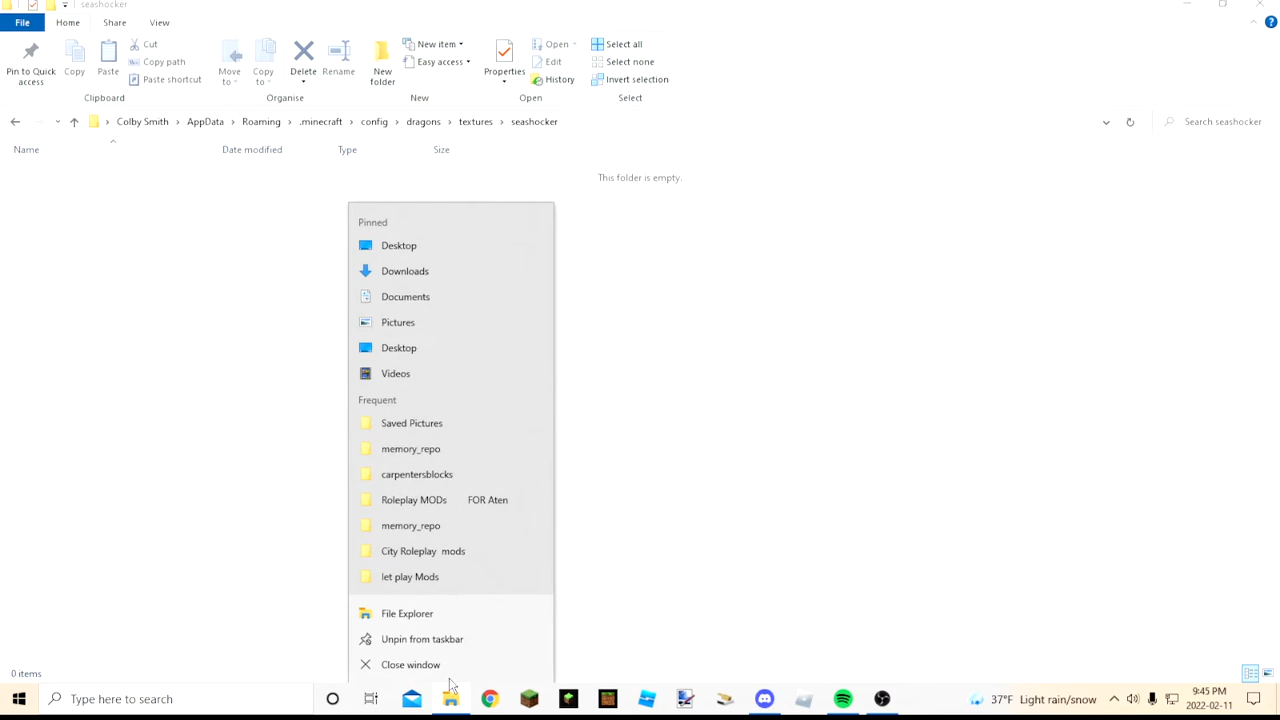 seashocker
File Home Share View
Pin to Quick access
Copy
Paste
Cut
Copy path
Paste shortcut
Clipboard
Move to
Copy to
Delete
Rename
Organise
New folder
New item
Easy access
New
Properties
Open
Edit
History
Open
Select all
Select none
Invert selection
Select
Colby Smith > AppData > Roaming > .minecraft > config > dragons > textures > seashocker
Search seashocker
Name Date modified Type Size
This folder is empty.
Pinned
Desktop
Downloads
Documents
Pictures
Desktop
Videos
Frequent
Saved Pictures
memory_repo
carpentersblocks
Roleplay MODs FOR Aten
memory_repo
City Roleplay mods
let play Mods
File Explorer
Unpin from taskbar
Close window
0 items
Type here to search
37°F Light rain/snow
9:45 PM
2022-02-11